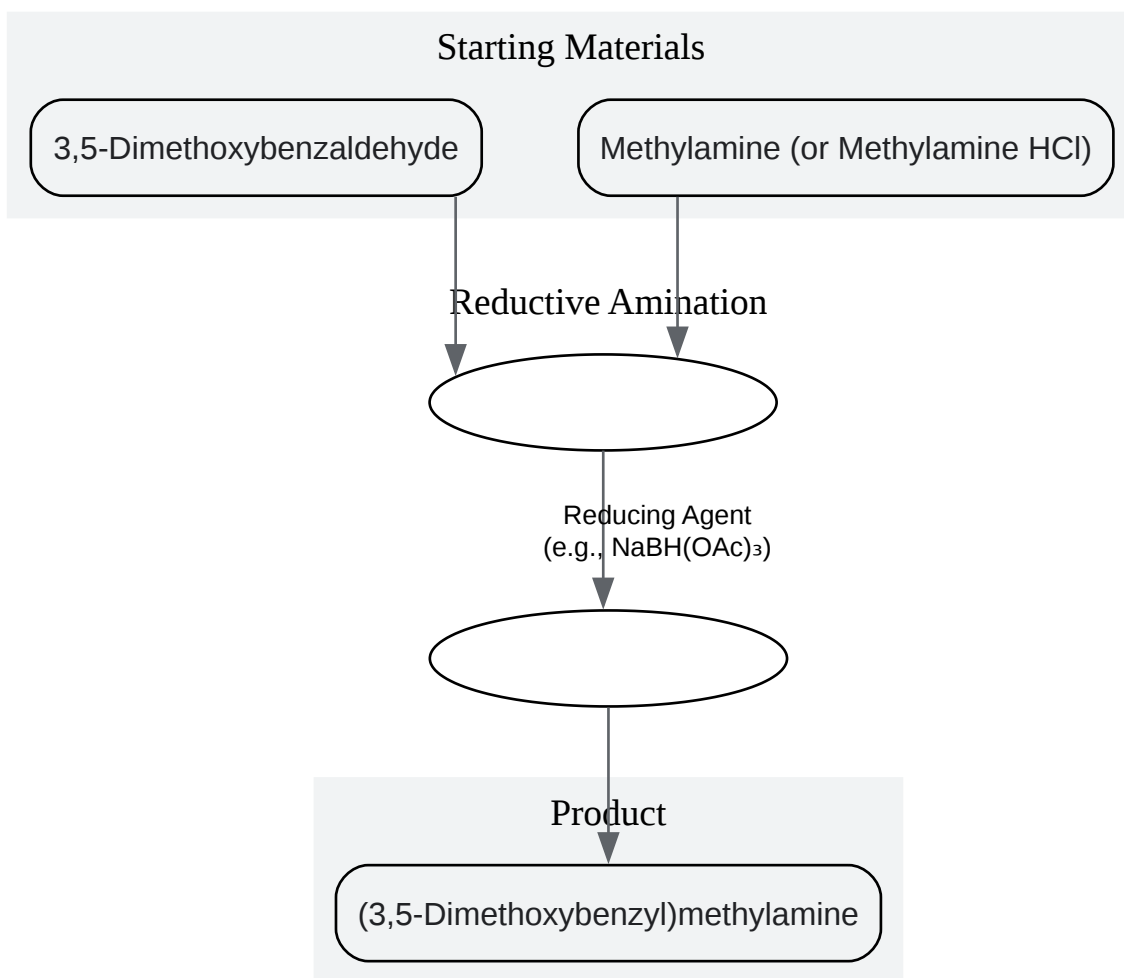 Starting Materials
3,5-Dimethoxybenzaldehyde
Methylamine (or Methylamine HCl)
Reductive Amination
Reducing Agent
(e.g., NaBH(OAc)₃)
Product
(3,5-Dimethoxybenzyl)methylamine